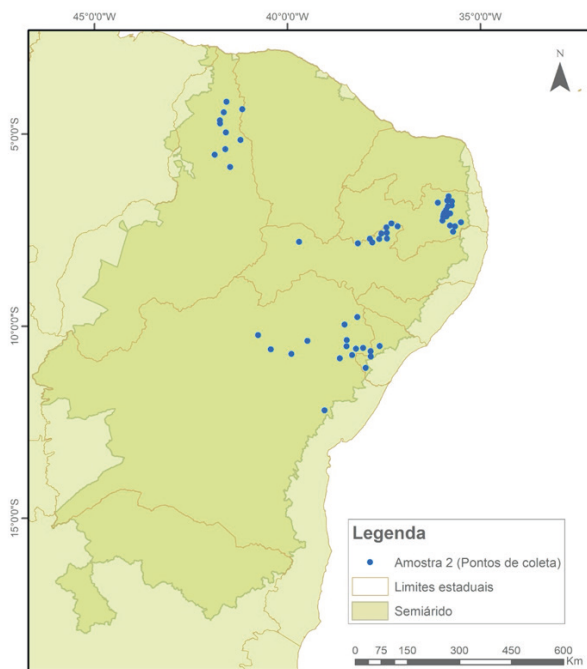 45°0'0"O 40°0'0"O 35°0'0"O
N
5°0'0"S
10°0'0"S
15°0'0"S
Legenda
Amostra 2 (Pontos de coleta)
Limites estaduais
Semiárido
0 75 150 300 450 600
Km